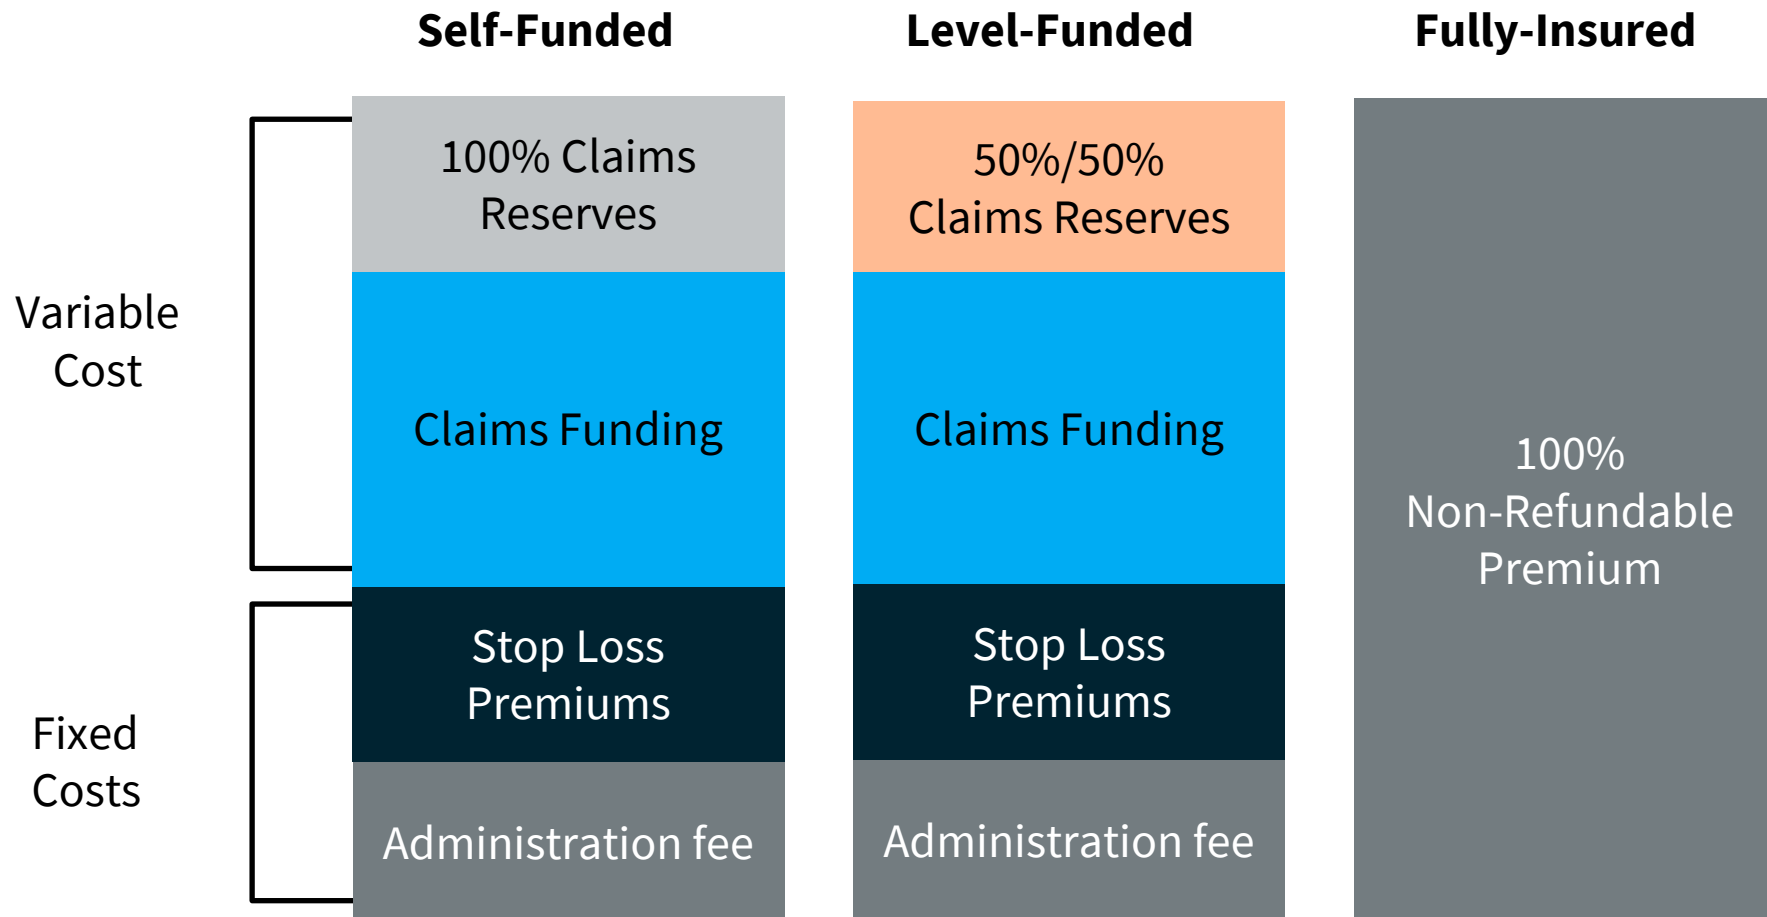 Self-Funded
Level-Funded
Fully-Insured
Variable
Cost
Fixed
Costs
100% Claims
Reserves
Claims Funding
Stop Loss
Premiums
Administration fee
50%/50%
Claims Reserves
Claims Funding
Stop Loss
Premiums
Administration fee
100%
Non-Refundable
Premium